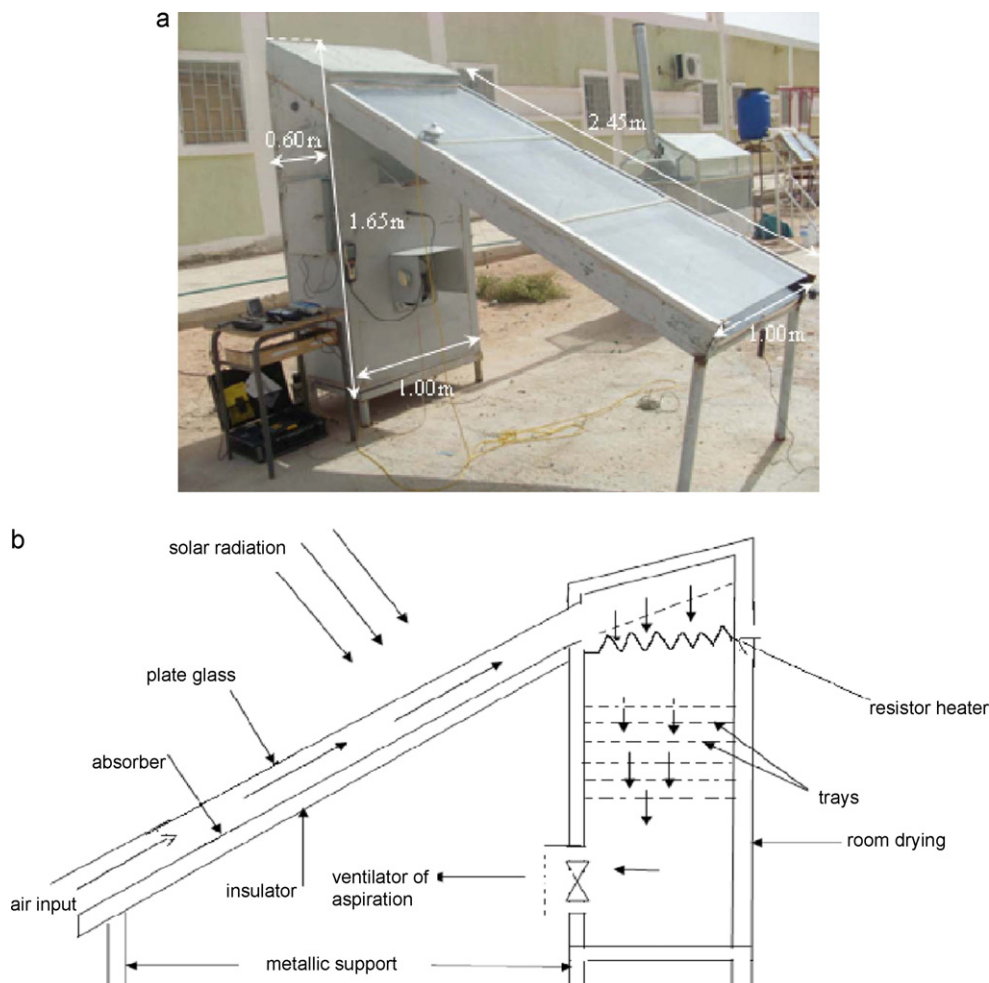 a
2.45m
0.60m
1.65m
1.00m
1.00m
b
solar radiation
plate glass
resistor heater
absorber
trays
room drying
insulator
ventilator of
aspiration
air input
metallic support